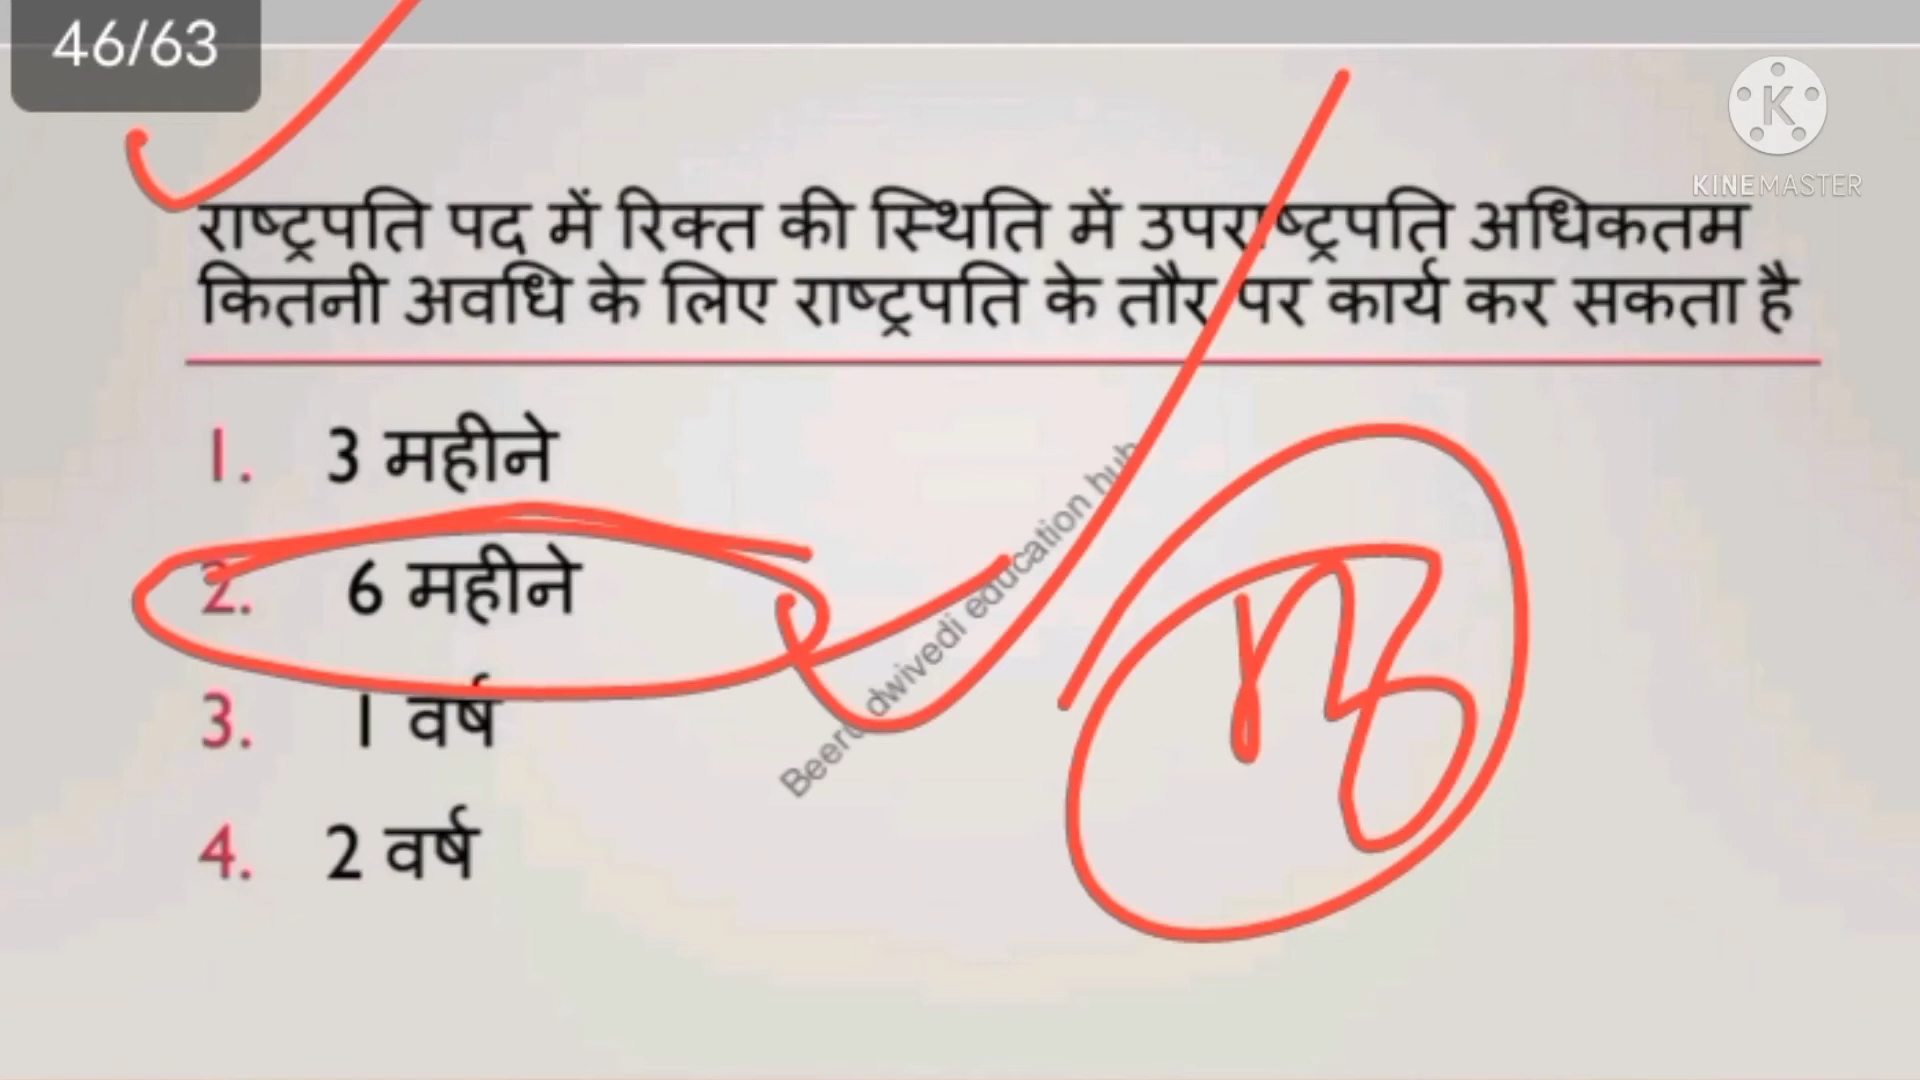 46/63
KINEMASTER
राष्ट्रपति पद में रिक्त की स्थिति में उपराष्ट्रपति अधिकतम
कितनी अवधि के लिए राष्ट्रपति के तौर पर कार्य कर सकता है
1. 3 महीने
2. 6 महीने
3. 1 वर्ष
4. 2 वर्ष
dwivedi education hub